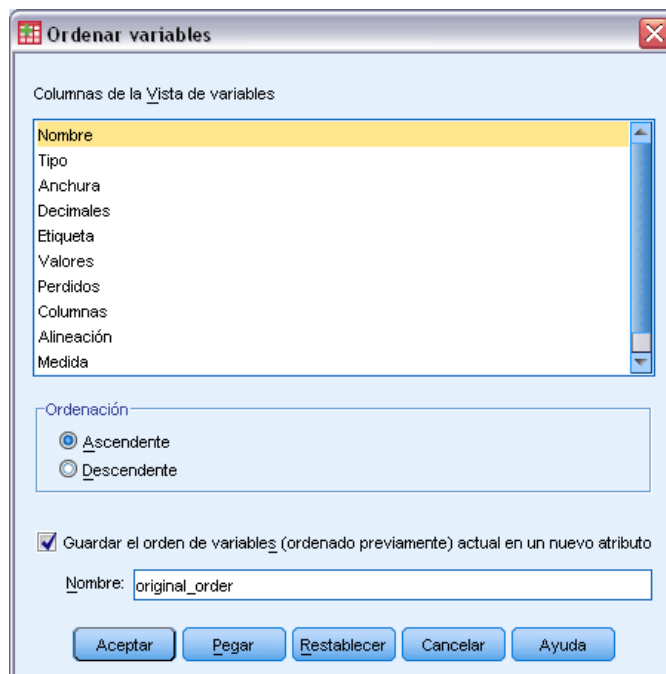 Ordenar variables
Columnas de la Vista de variables
Nombre
Tipo
Anchura
Decimales
Etiqueta
Valores
Perdidos
Columnas
Alineación
Medida
Ordenación
Ascendente
Descendente
Guardar el orden de variables (ordenado previamente) actual en un nuevo atributo
Nombre: original_order
Aceptar Pegar Restablecer Cancelar Ayuda